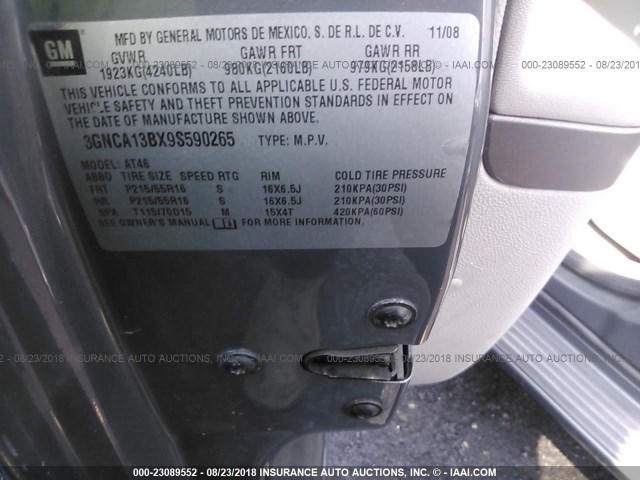 GM
MFD BY GENERAL MOTORS DE MEXICO, S. DE R.L. DE C.V. 11/08
GVWR GAWR FRT GAWR RR
1923KG(4240LB) 980KG(2160LB) 979KG(2158LB)
THIS VEHICLE CONFORMS TO ALL APPLICABLE U.S. FEDERAL MOTOR
VEHICLE SAFETY AND THEFT PREVENTION STANDARDS IN EFFECT ON
THE DATE OF MANUFACTURE SHOWN ABOVE.
3GNCA13BX9S590265 TYPE: M.P.V.
MODEL: AT46
TIRE SIZE SPEED RTG RIM COLD TIRE PRESSURE
FRT P215/55R16 S 16X6.5J 210KPA(30PSI)
RR P215/55R16 S 16X6.5J 210KPA(30PSI)
SPA T115/70D15 M 15X4T 420KPA(60PSI)
SEE OWNER'S MANUAL FOR MORE INFORMATION.
000-23089552 - 08/23/2018 INSURANCE AUTO AUCTIONS, INC. © - IAAI.COM